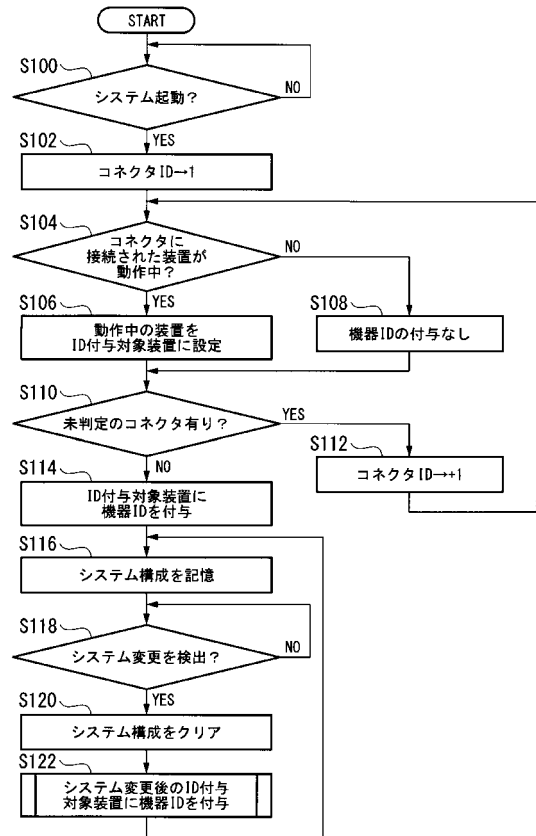 START
S100
システム起動?
NO
YES
S102
コネクタID→1
S104
コネクタに
接続された装置が
動作中?
NO
YES
S106
動作中の装置を
ID付与対象装置に設定
S108
機器IDの付与なし
S110
未判定のコネクタ有り?
YES
NO
S112
コネクタID→+1
S114
ID付与対象装置に
機器IDを付与
S116
システム構成を記憶
S118
システム変更を検出?
NO
YES
S120
システム構成をクリア
S122
システム変更後のID付与
対象装置に機器IDを付与